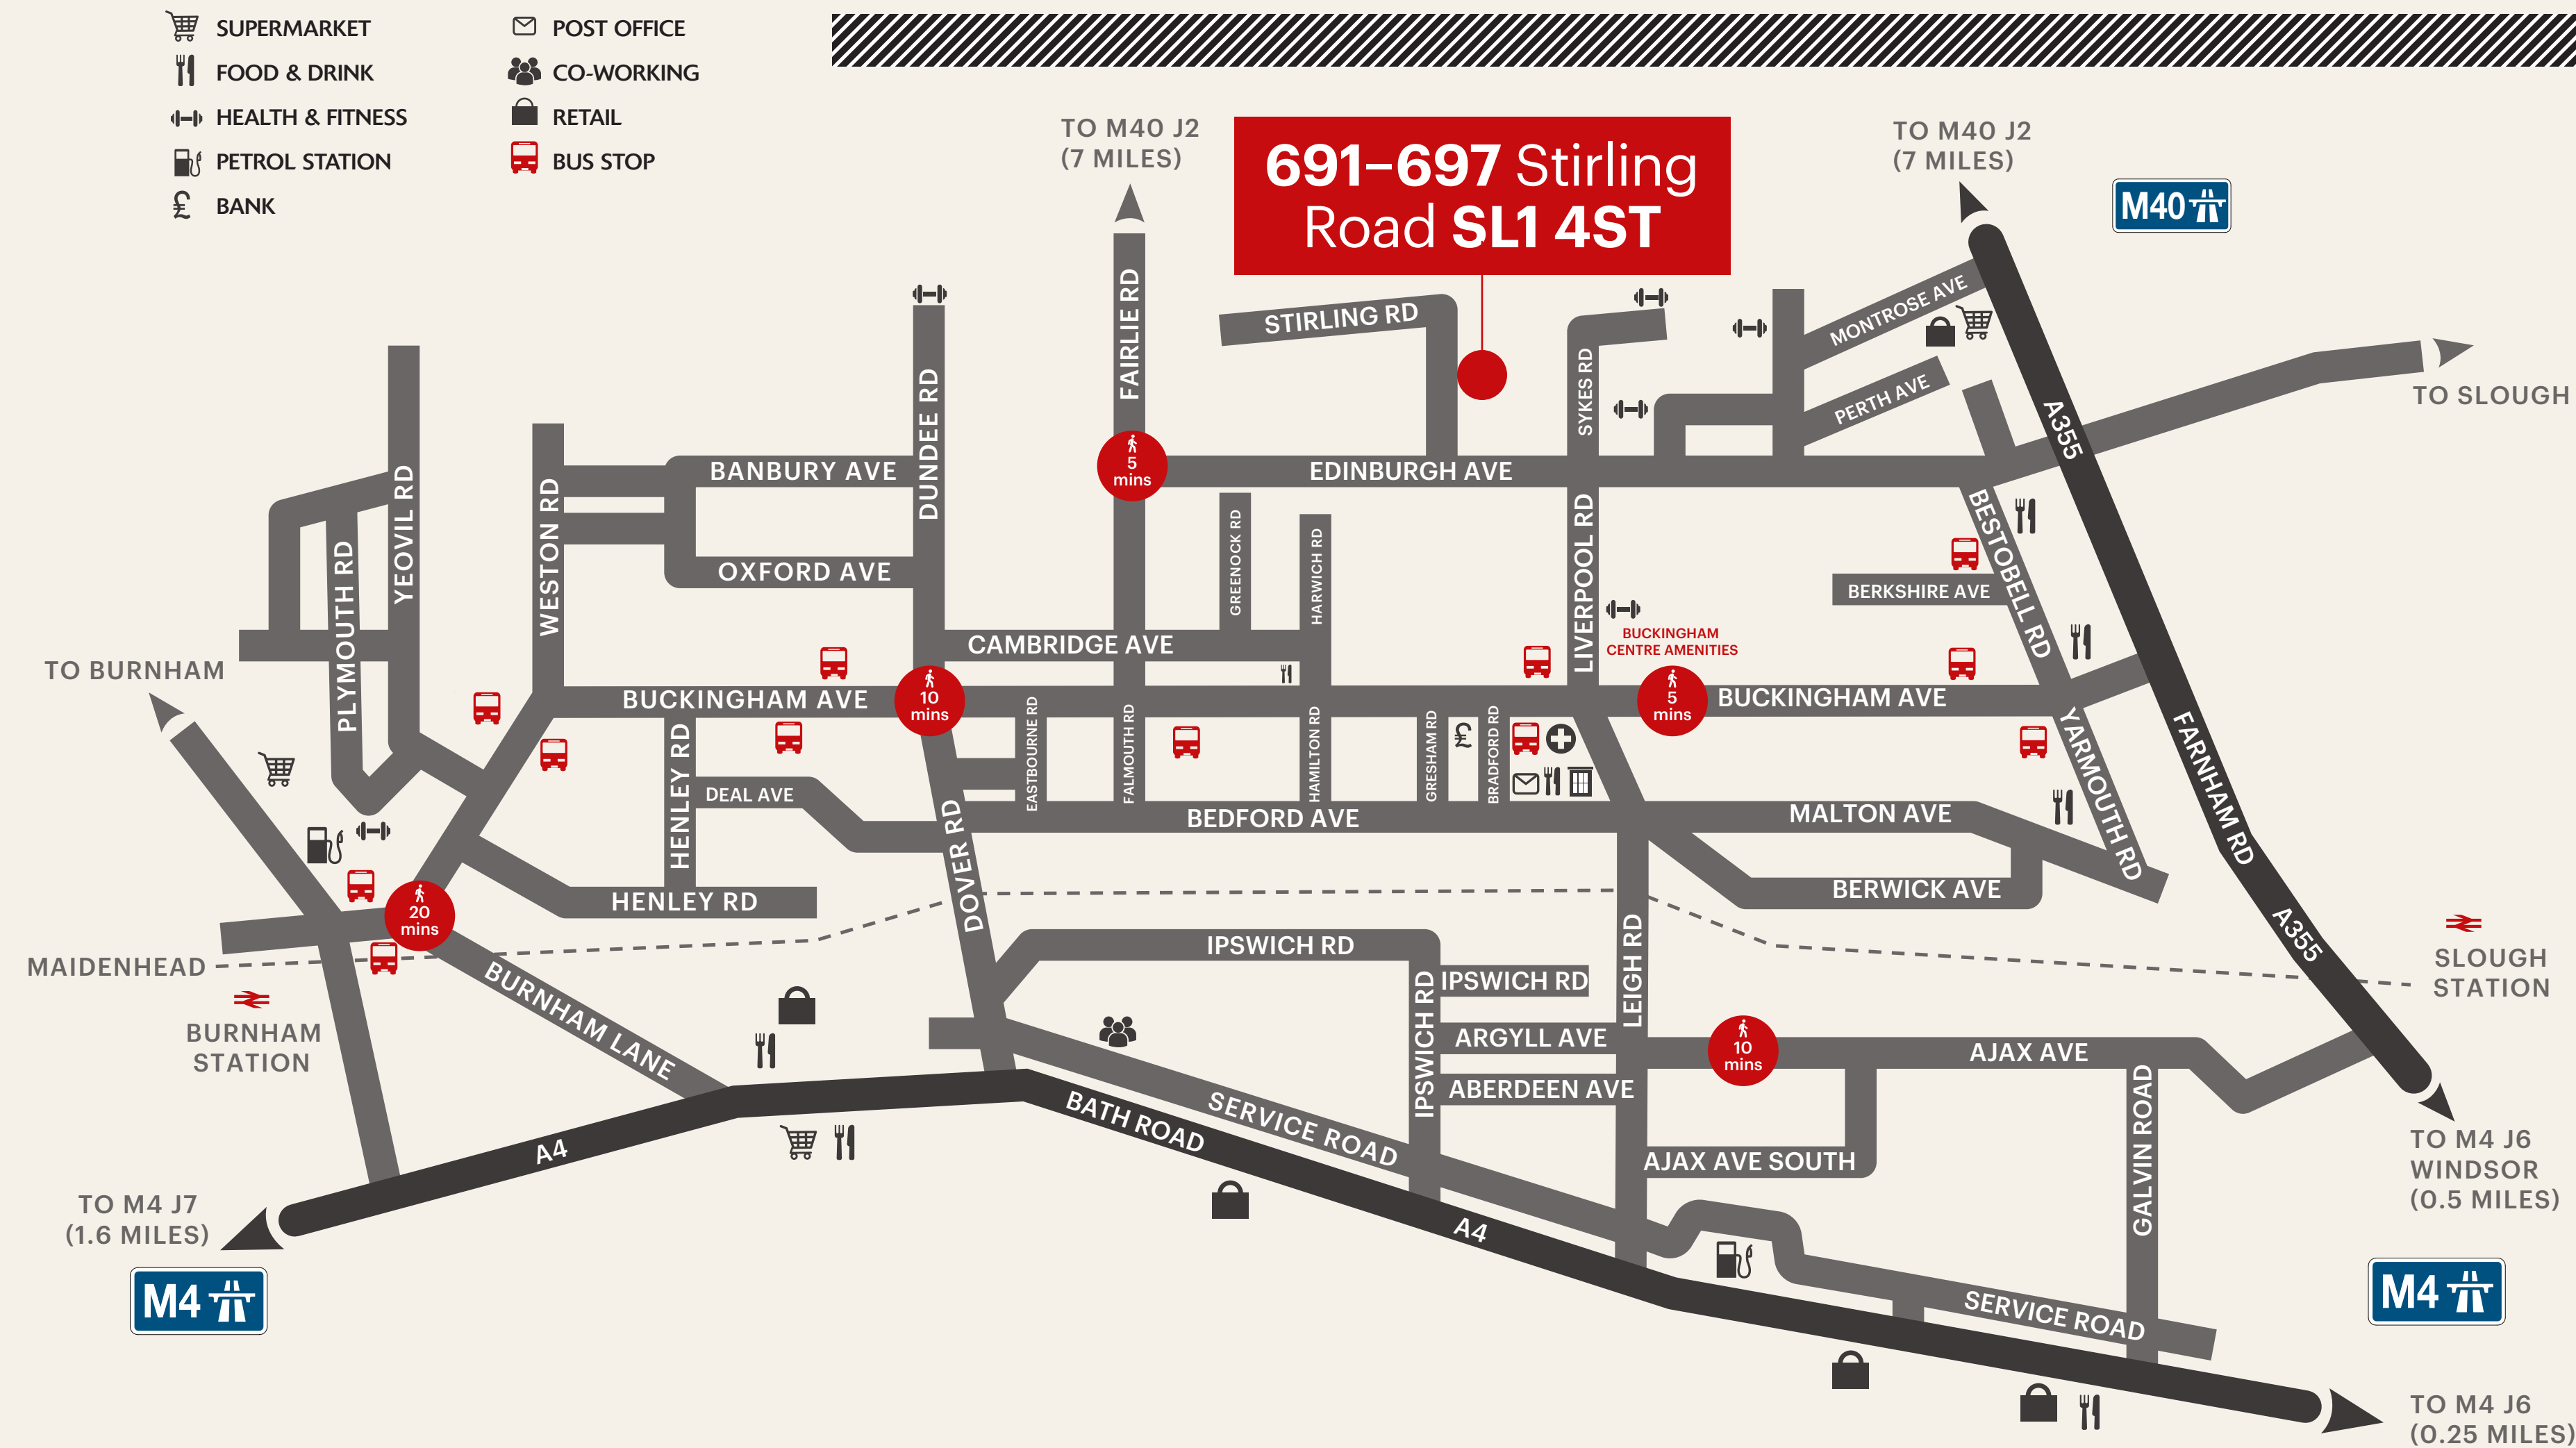 SUPERMARKET
FOOD & DRINK
HEALTH & FITNESS
PETROL STATION
£ BANK
POST OFFICE
CO-WORKING
RETAIL
BUS STOP
TO M40 J2
(7 MILES)
691–697 Stirling
Road SL1 4ST
TO M40 J2
(7 MILES)
M40
STIRLING RD
FAIRLIE RD
DUNDEE RD
SYKES RD
MONTROSE AVE
PERTH AVE
A355
TO SLOUGH
YEOVIL RD
WESTON RD
BANBURY AVE
5
mins
EDINBURGH AVE
PLYMOUTH RD
OXFORD AVE
GREENOCK RD
HARWICH RD
LIVERPOOL RD
BESTOBELL RD
BERKSHIRE AVE
TO BURNHAM
CAMBRIDGE AVE
BUCKINGHAM
CENTRE AMENITIES
BUCKINGHAM AVE
10
mins
5
mins
BUCKINGHAM AVE
HENLEY RD
DEAL AVE
EASTBOURNE RD
FALMOUTH RD
HAMILTON RD
GRESHAM RD
£
BRADFORD RD
YARMOUTH RD
FARNHAM RD
DOVER RD
BEDFORD AVE
MALTON AVE
BERWICK AVE
HENLEY RD
20
mins
MAIDENHEAD
BURNHAM
STATION
BURNHAM LANE
IPSWICH RD
IPSWICH RD
IPSWICH RD
LEIGH RD
A355
SLOUGH
STATION
ARGYLL AVE
10
mins
AJAX AVE
ABERDEEN AVE
BATH ROAD
SERVICE ROAD
A4
AJAX AVE SOUTH
GALVIN ROAD
TO M4 J6
WINDSOR
(0.5 MILES)
TO M4 J7
(1.6 MILES)
M4
A4
M4
SERVICE ROAD
TO M4 J6
(0.25 MILES)